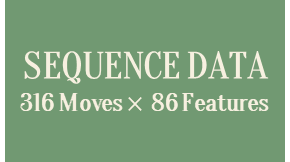 SEQUENCE DATA
316 Moves × 86 Features